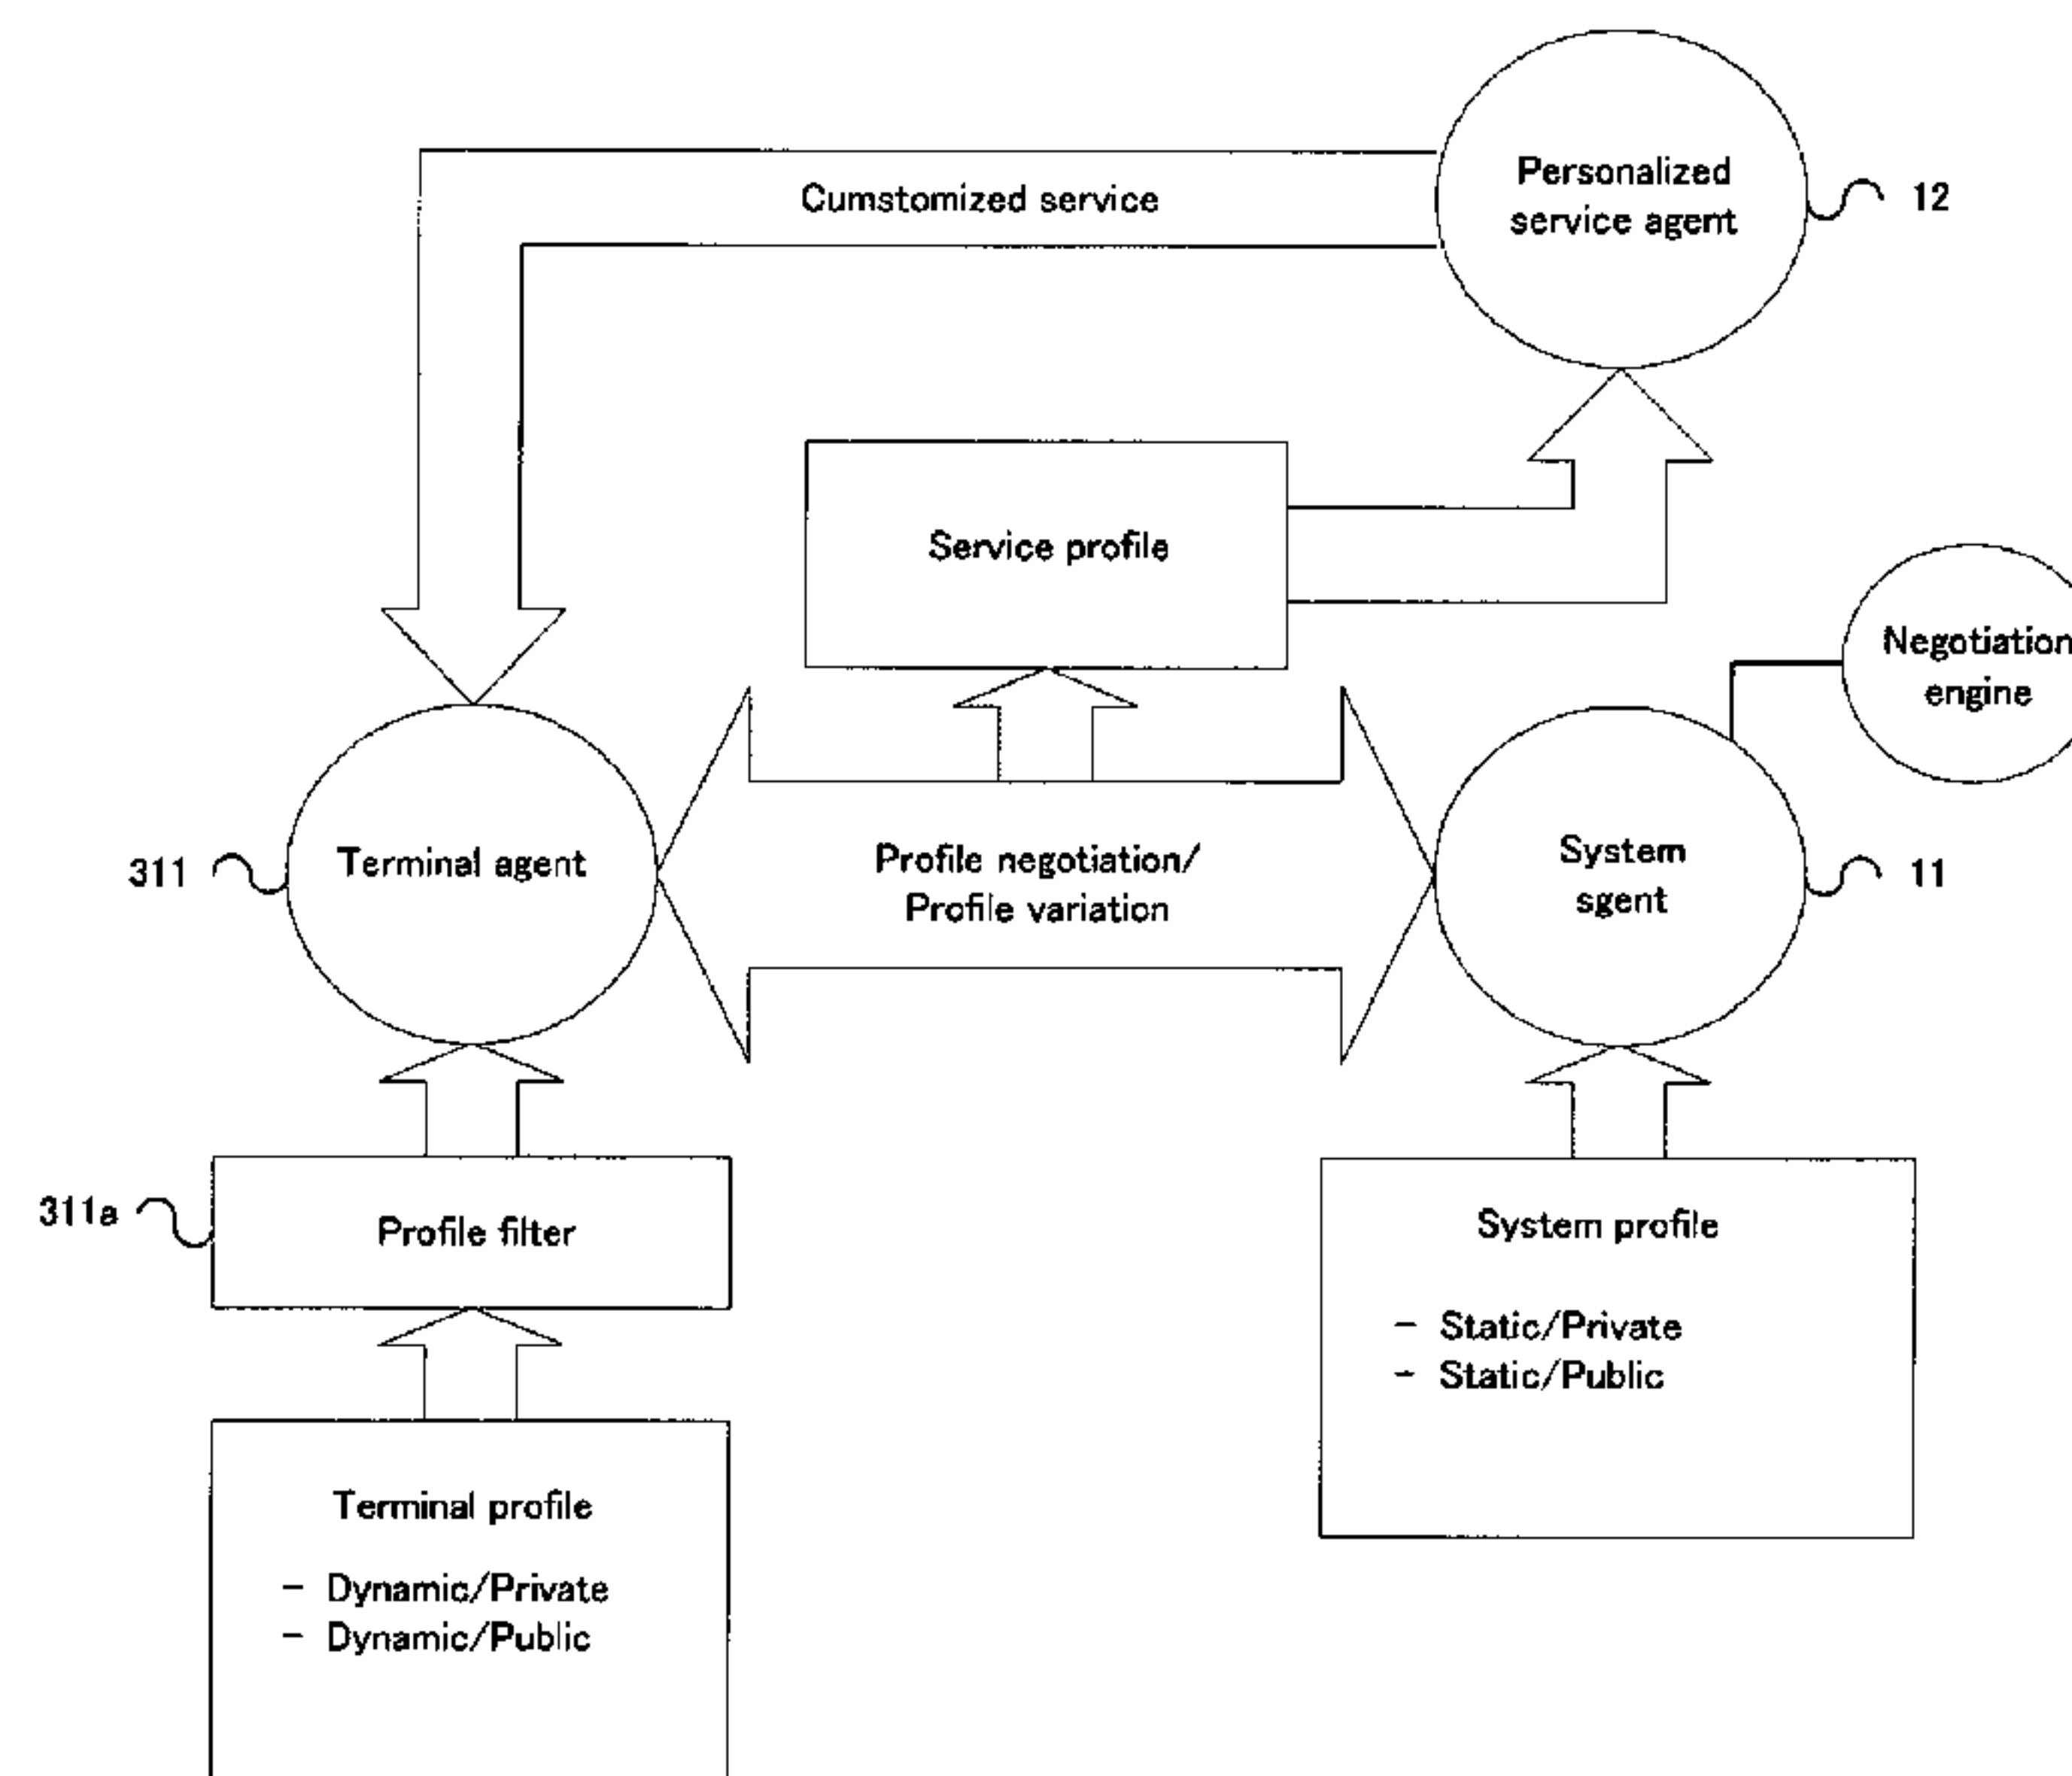 Personalized
service agent
12
Cumstomized service
Service profile
Negotiation
engine
311
Terminal agent
Profile negotiation/
Profile variation
System
sgent
11
311a
Profile filter
System profile
- Static/Private
- Static/Public
Terminal profile
- Dynamic/Private
- Dynamic/Public